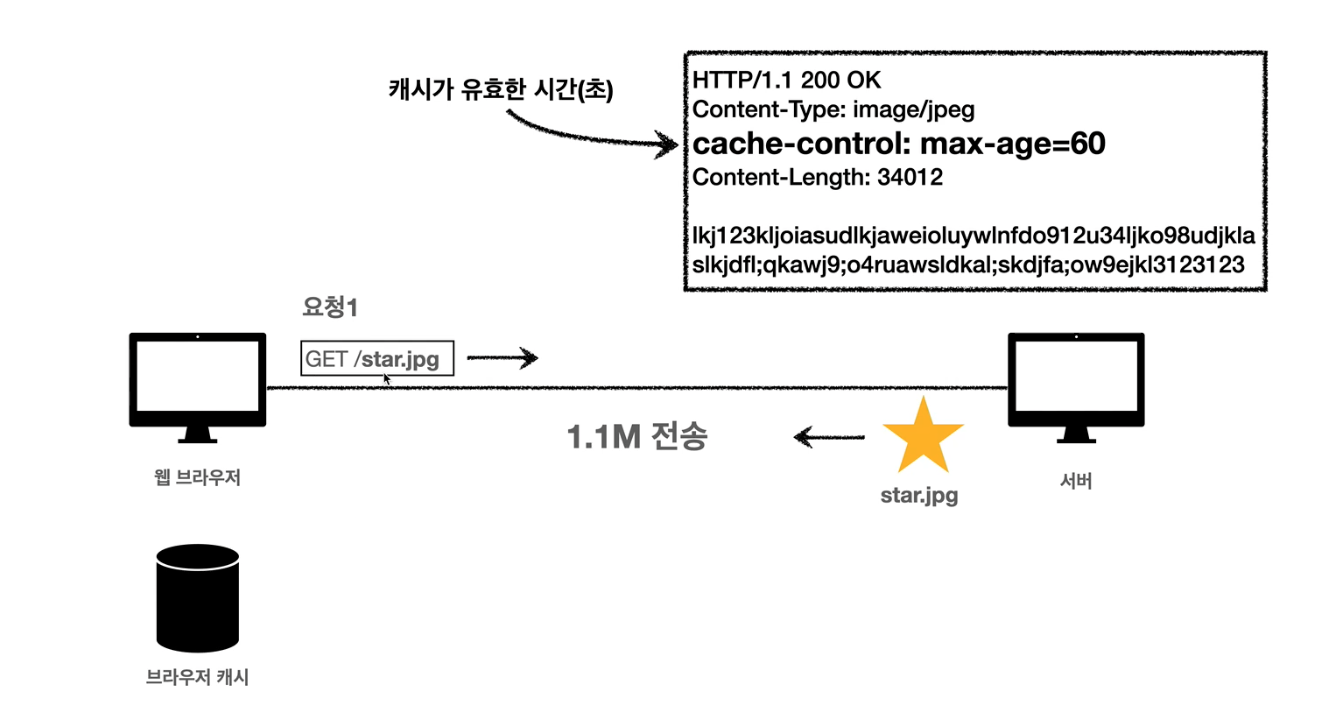 캐시가 유효한 시간(초)
HTTP/1.1 200 OK
Content-Type: image/jpeg
cache-control: max-age=60
Content-Length: 34012
lkj123kljoiasudlkjaweioluywlnfdo912u34ljko98udjkla
slkjdfl;qkawj9;o4ruawsldkal;skdjfa;ow9ejkl3123123
요청1
GET /star.jpg
1.1M 전송
star.jpg
웹 브라우저
서버
브라우저 캐시